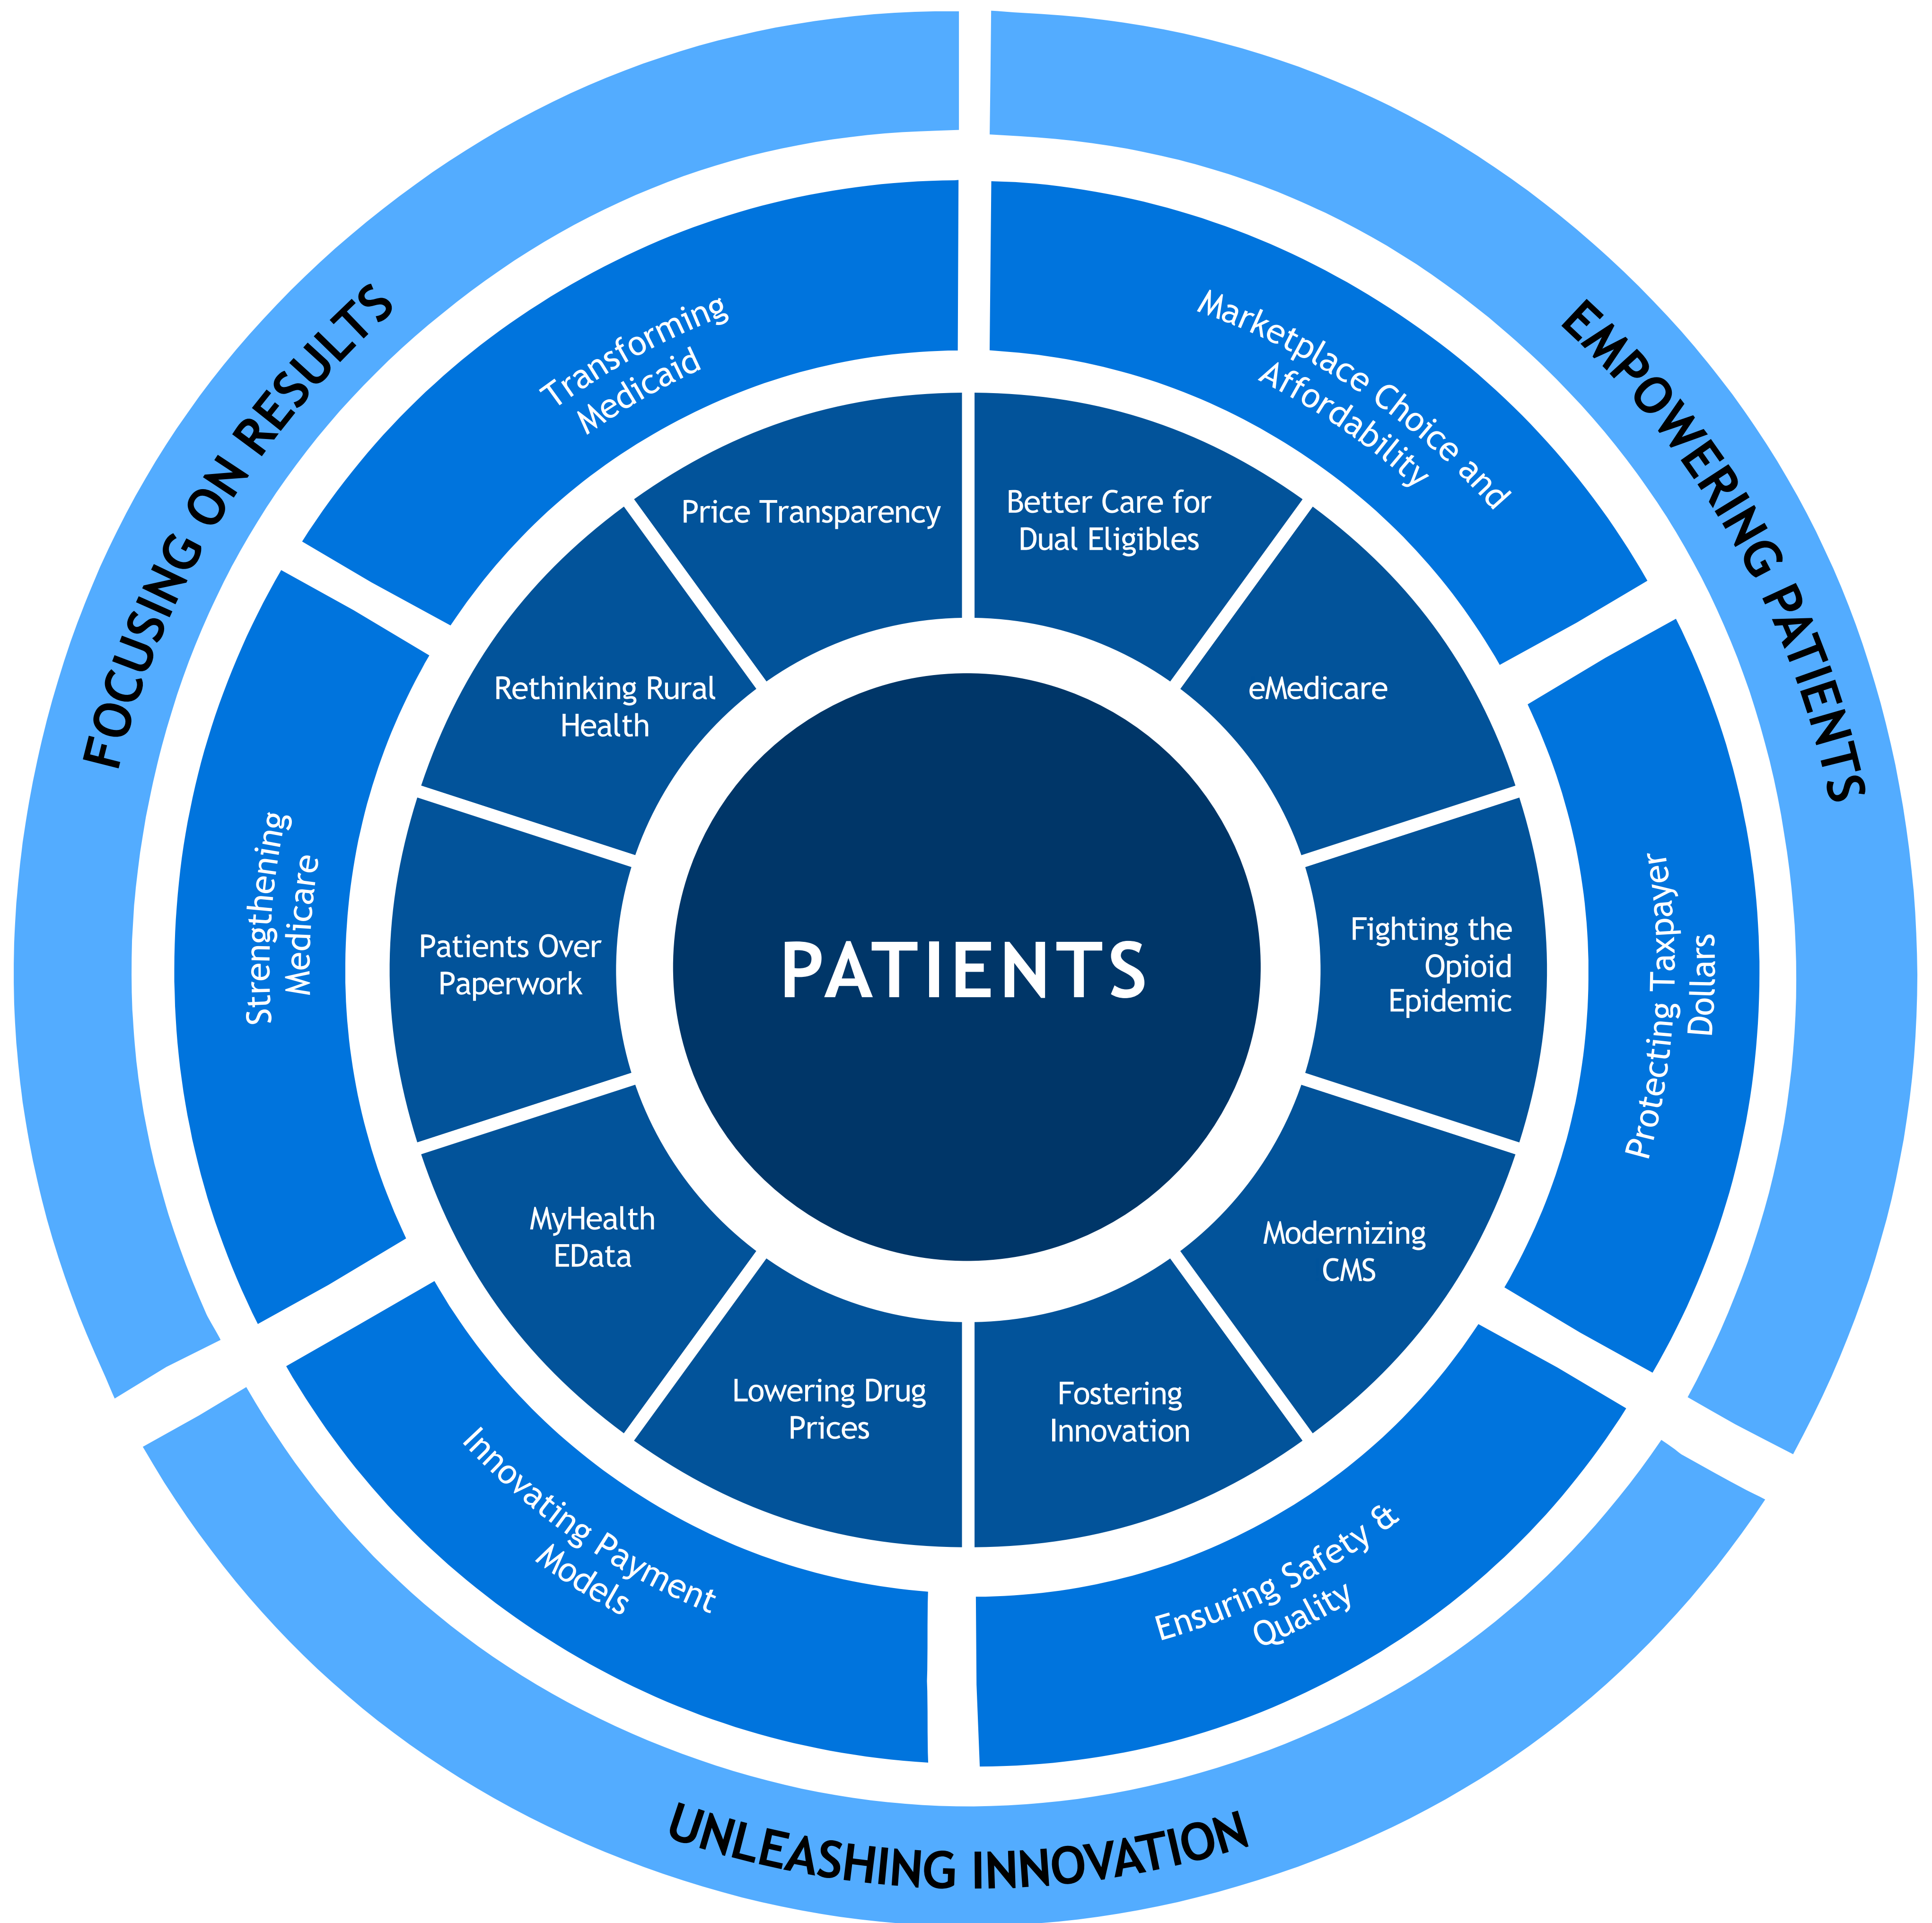 FOCUSING ON RESULTS
EMPOWERING PATIENTS
UNLEASHING INNOVATION
Transforming
Medicaid
Marketplace Choice and
Affordability
Protecting Taxpayer
Dollars
Ensuring Safety &
Quality
Innovating Payment
Models
Strengthening
Medicare
Price Transparency
Better Care for
Dual Eligibles
eMedicare
Fighting the
Opioid
Epidemic
Modernizing
CMS
Fostering
Innovation
Lowering Drug
Prices
MyHealth
EData
Patients Over
Paperwork
Rethinking Rural
Health
PATIENTS